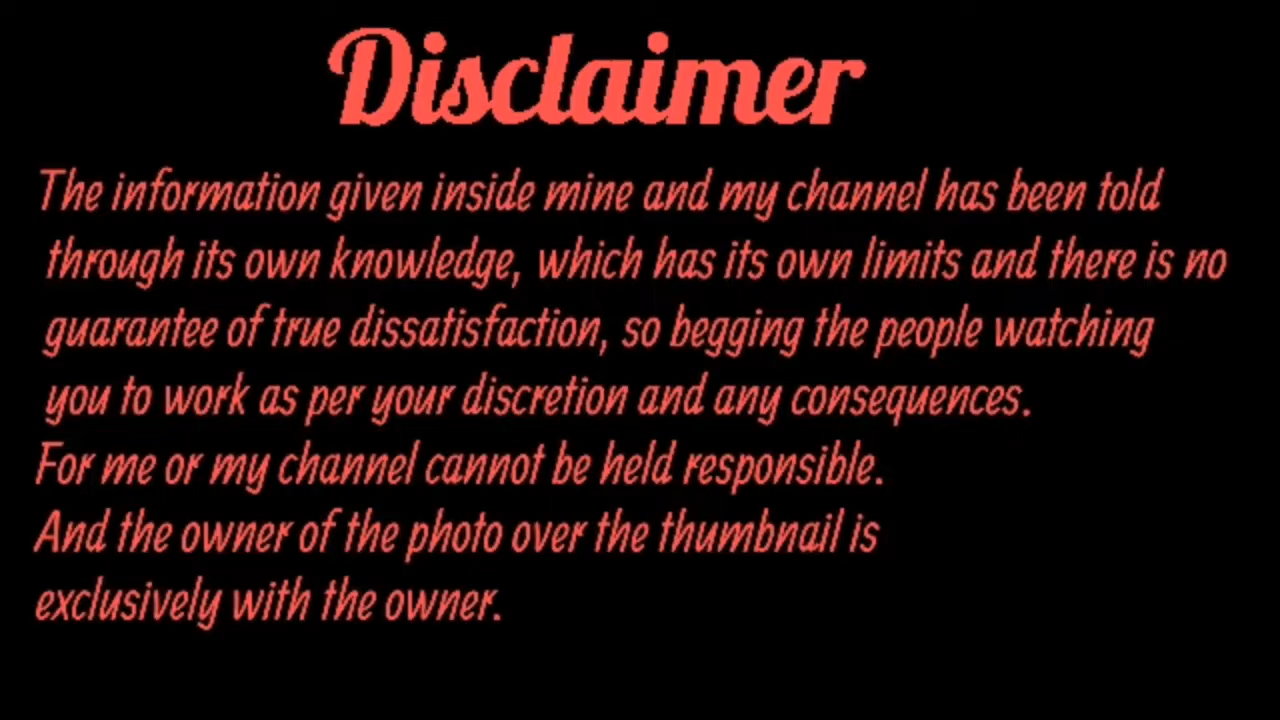 Disclaimer
The information given inside mine and my channel has been told
through its own knowledge, which has its own limits and there is no
guarantee of true dissatisfaction, so begging the people watching
you to work as per your discretion and any consequences.
For me or my channel cannot be held responsible.
And the owner of the photo over the thumbnail is
exclusively with the owner.